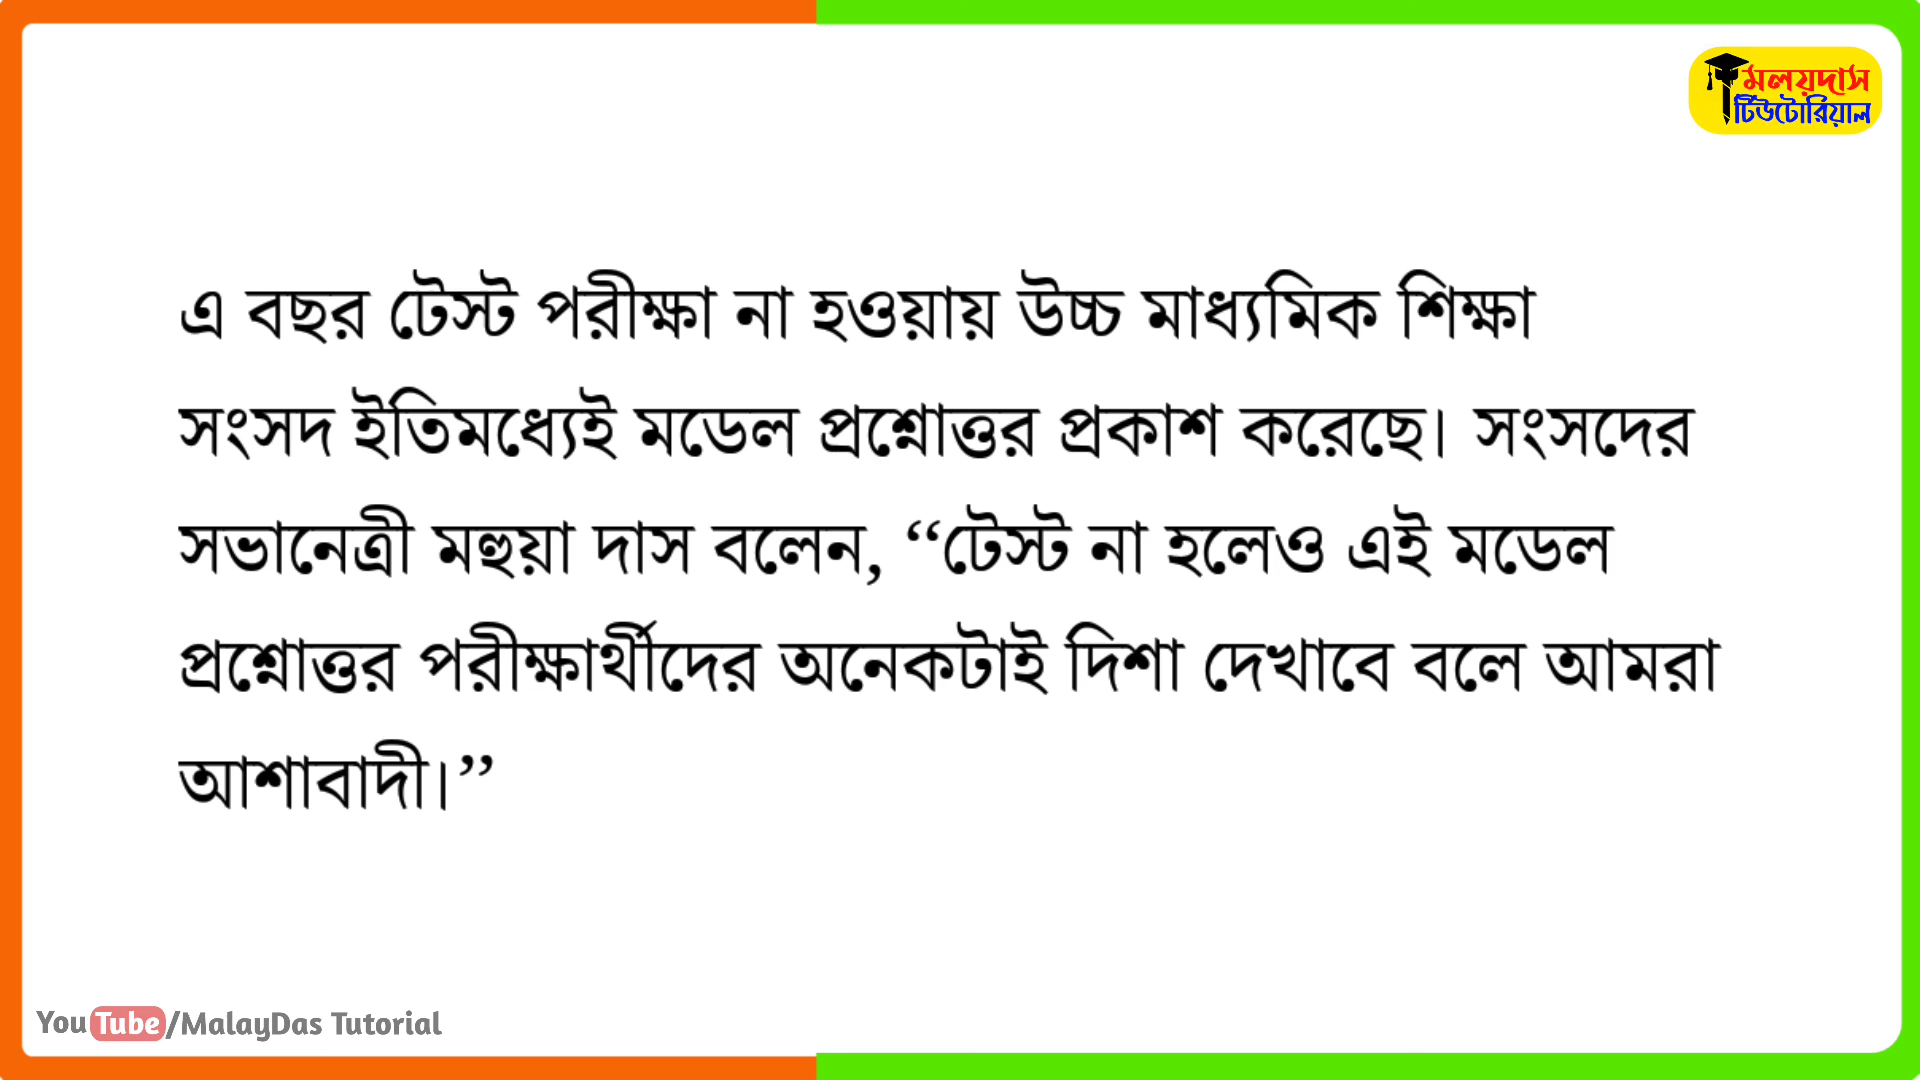 মলয়দাস
টিউটোরিয়াল
এ বছর টেস্ট পরীক্ষা না হওয়ায় উচ্চ মাধ্যমিক শিক্ষা
সংসদ ইতিমধ্যেই মডেল প্রশ্নোত্তর প্রকাশ করেছে। সংসদের
সভানেত্রী মহুয়া দাস বলেন, ‘‘টেস্ট না হলেও এই মডেল
প্রশ্নোত্তর পরীক্ষার্থীদের অনেকটাই দিশা দেখাবে বলে আমরা
আশাবাদী।’’
YouTube/MalayDas Tutorial